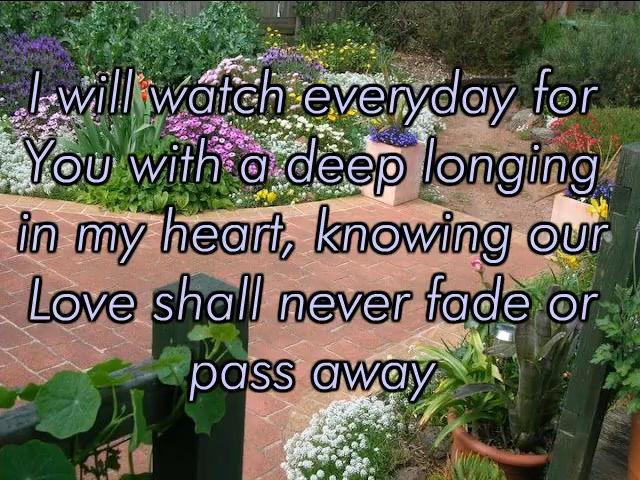 I will watch everyday for
You with a deep longing
in my heart, knowing our
Love shall never fade or
pass away